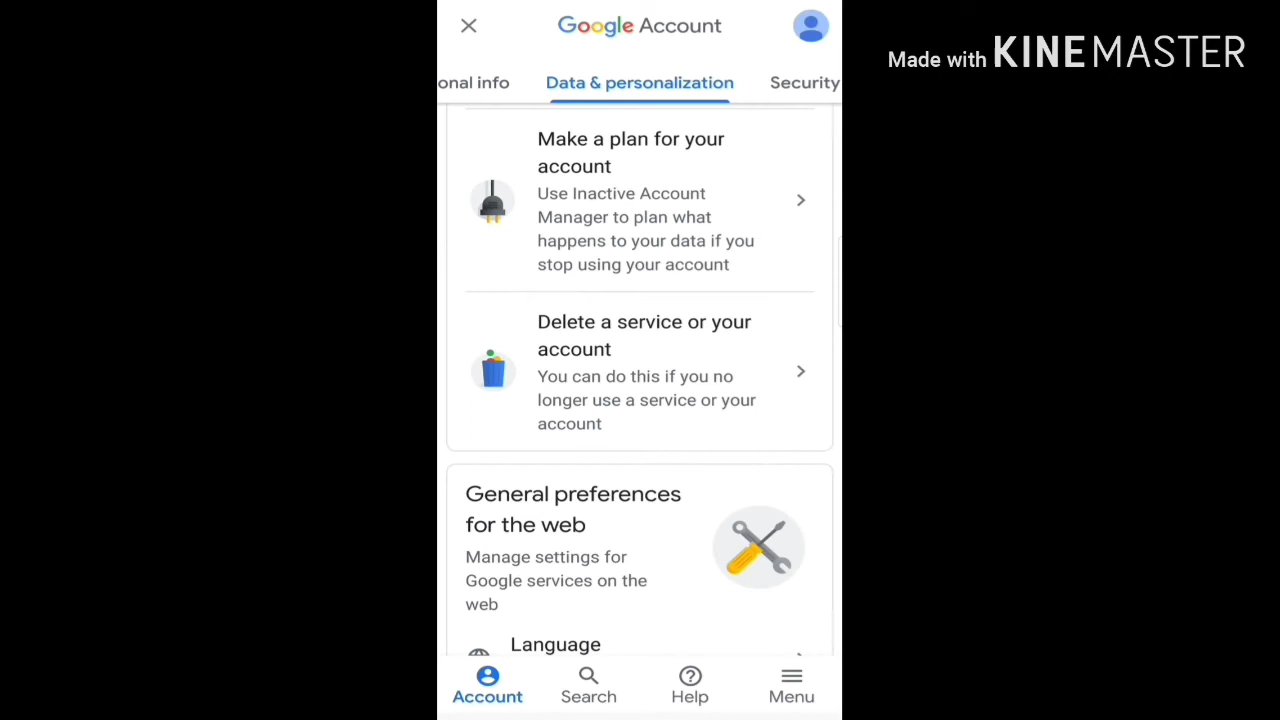 Google Account
Made with KINEMASTER
onal info
Data & personalization
Security
Make a plan for your
account
Use Inactive Account
Manager to plan what
happens to your data if you
stop using your account
Delete a service or your
account
You can do this if you no
longer use a service or your
account
General preferences
for the web
Manage settings for
Google services on the
web
Language
Account
Search
Help
Menu